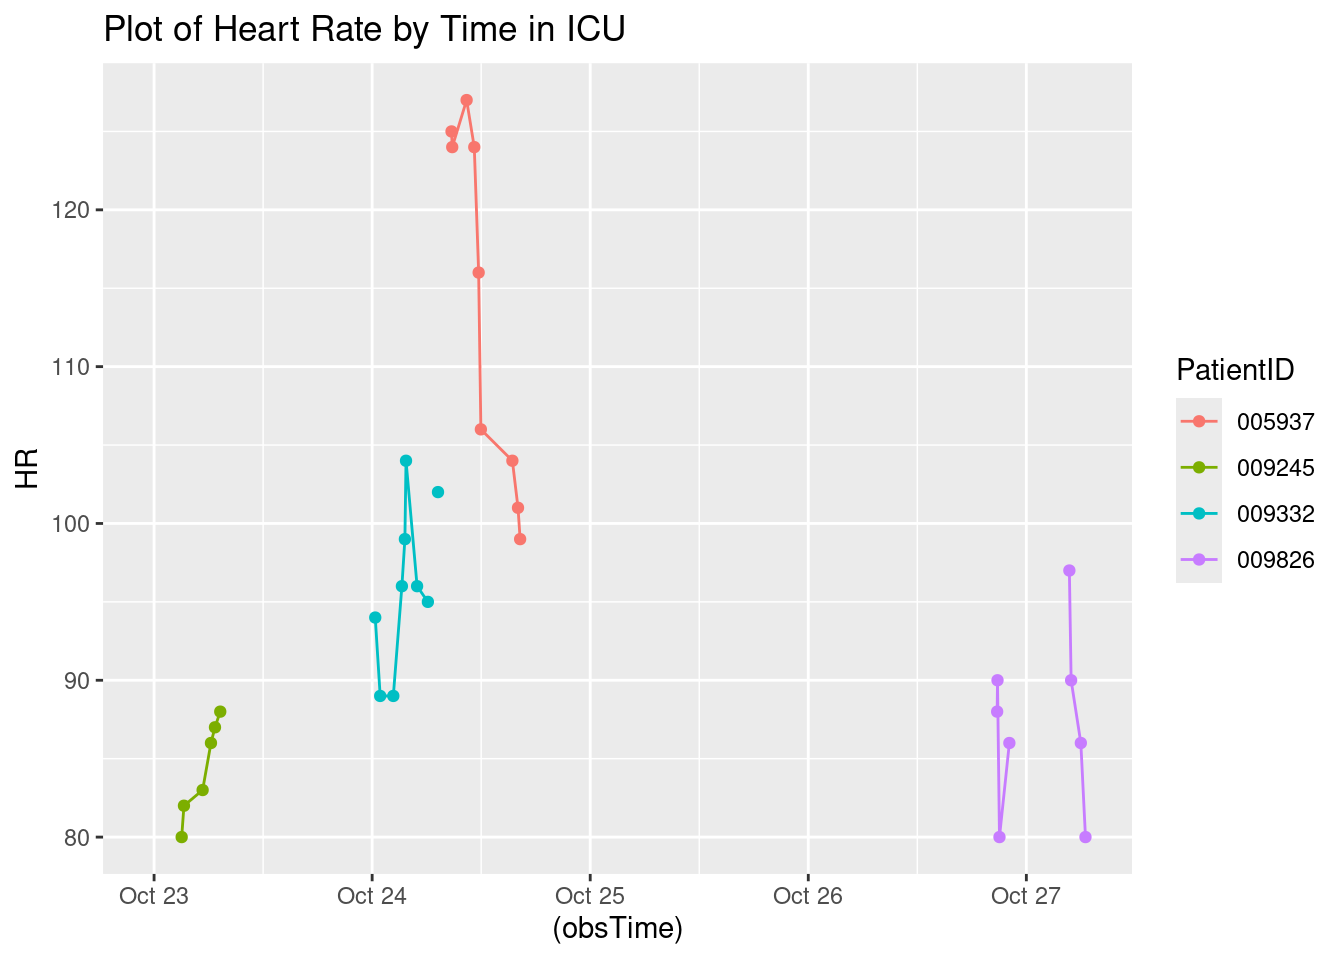 Plot of Heart Rate by Time in ICU
HR
120
110
100
90
80
Oct 23
Oct 24
Oct 25
Oct 26
Oct 27
(obsTime)
PatientID
005937
009245
009332
009826